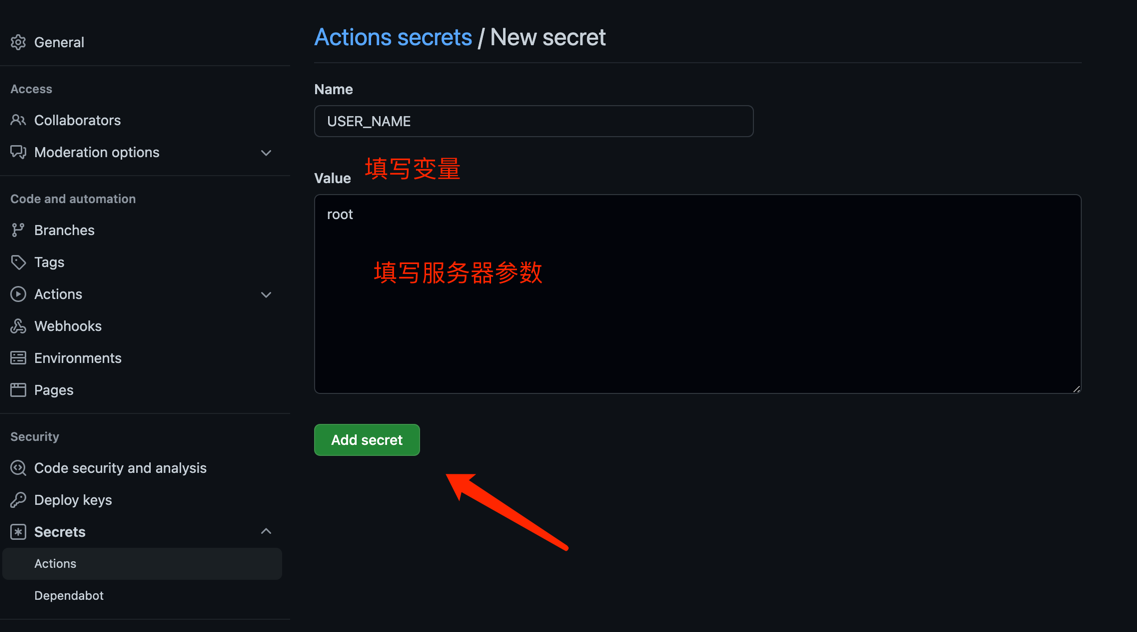 General
Access
Collaborators
Moderation options
Code and automation
Branches
Tags
Actions
Webhooks
Environments
Pages
Security
Code security and analysis
Deploy keys
Secrets
Actions
Dependabot
Actions secrets / New secret
Name
USER_NAME
填写变量
Value
root
填写服务器参数
Add secret